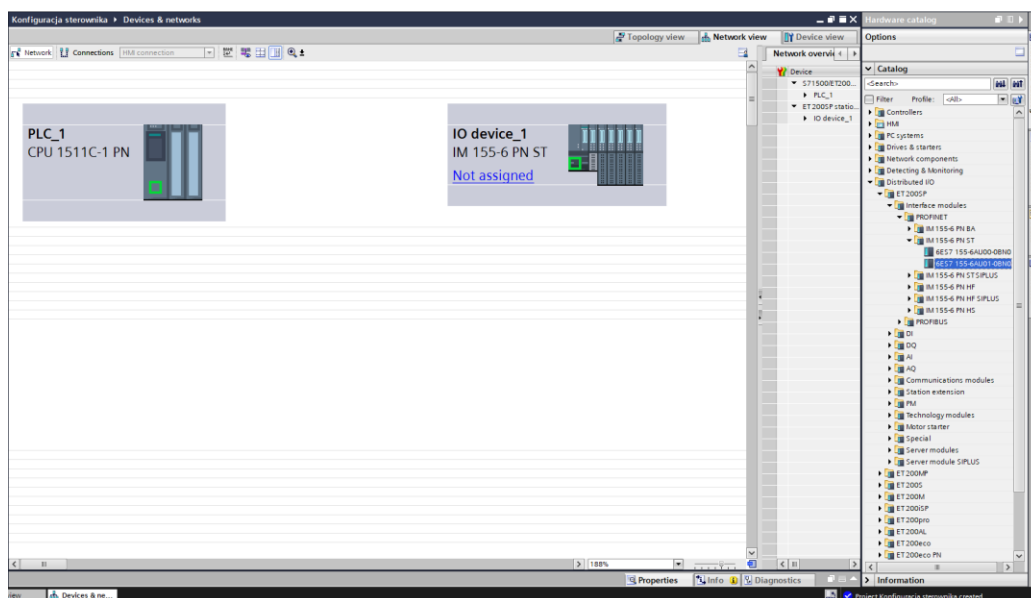 Konfiguracja sterownika ▸ Devices & networks
Topology view
Network view
Device view
Network
Connections
HMI connection
Network overvie
Device
S71500/ET200...
PLC_1
ET 200SP statio...
IO device_1
PLC_1
CPU 1511C-1 PN
IO device_1
IM 155-6 PN ST
Not assigned
188%
Properties
Info
Diagnostics
Hardware catalog
Options
Catalog
<Search>
Filter
Profile:
<All>
Controllers
HMI
PC systems
Drives & starters
Network components
Detecting & Monitoring
Distributed I/O
ET 200SP
Interface modules
PROFINET
IM 155-6 PN BA
IM 155-6 PN ST
6ES7 155-6AU00-0BN0
6ES7 155-6AU01-0BN0
IM 155-6 PN ST SIPLUS
IM 155-6 PN HF
IM 155-6 PN HF SIPLUS
IM 155-6 PN HS
PROFIBUS
DI
DQ
AI
AQ
Communications modules
Station extension
PM
Technology modules
Motor starter
Special
Server modules
Server module SIPLUS
ET 200MP
ET 200S
ET 200M
ET 200iSP
ET 200pro
ET 200AL
ET 200eco
ET 200eco PN
Information
iew
Devices & ne...
Project Konfiguracja sterownika created.